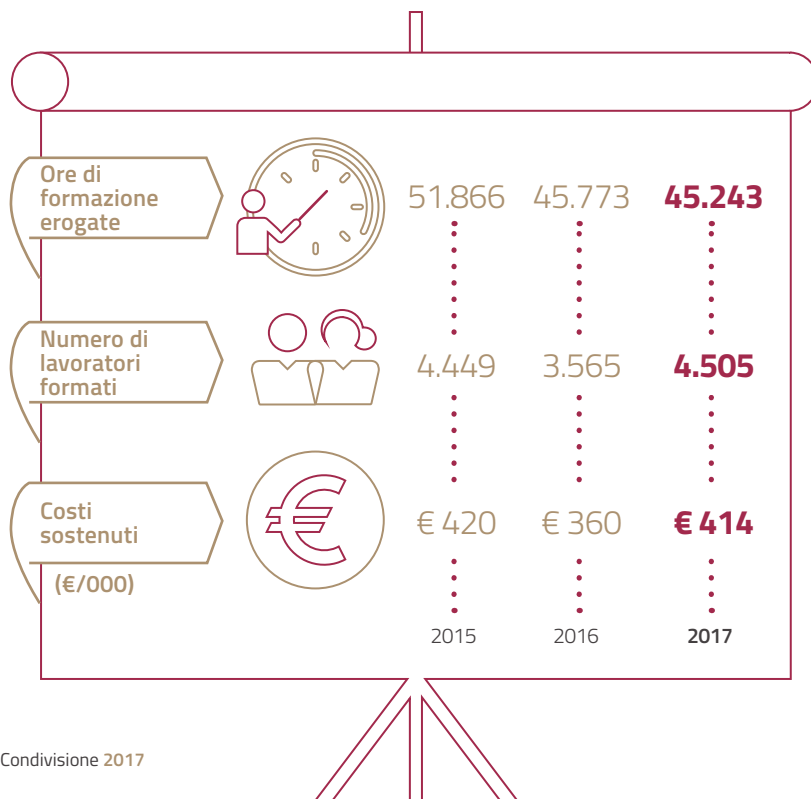 Ore di
formazione
erogate
51.866 45.773 45.243
Numero di
lavoratori
formati
4.449 3.565 4.505
Costi
sostenuti
(€/000)
€ 420 € 360 € 414
2015 2016 2017
Condivisione 2017